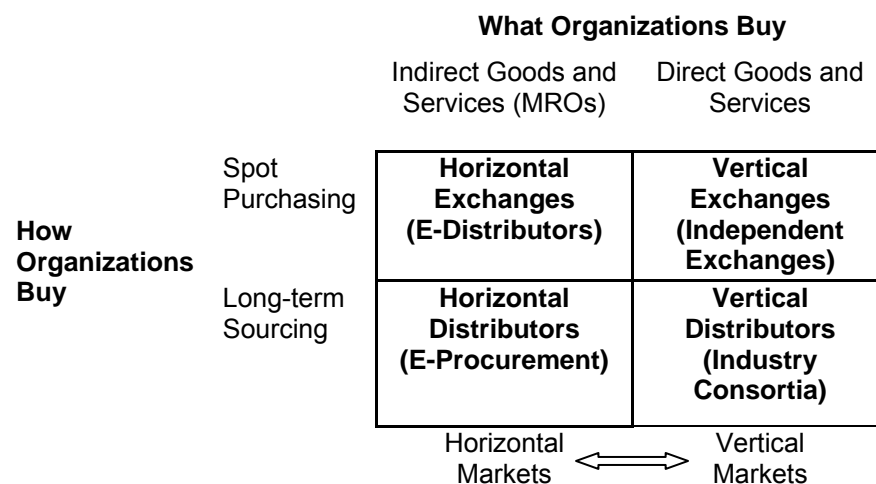 What Organizations Buy
Indirect Goods and
Services (MROs)
Direct Goods and
Services
How
Organizations
Buy
Spot
Purchasing
Horizontal
Exchanges
(E-Distributors)
Vertical
Exchanges
(Independent
Exchanges)
Long-term
Sourcing
Horizontal
Distributors
(E-Procurement)
Vertical
Distributors
(Industry
Consortia)
Horizontal
Markets
Vertical
Markets